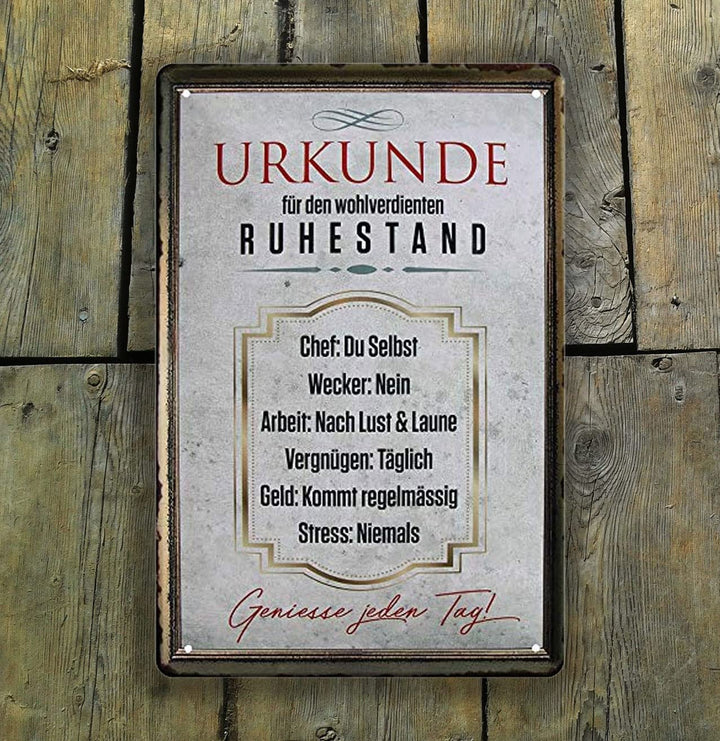 URKUNDE
für den wohlverdienten
RUHESTAND
Chef: Du Selbst
Wecker: Nein
Arbeit: Nach Lust & Laune
Vergnügen: Täglich
Geld: Kommt regelmässig
Stress: Niemals
Geniesse jeden Tag!